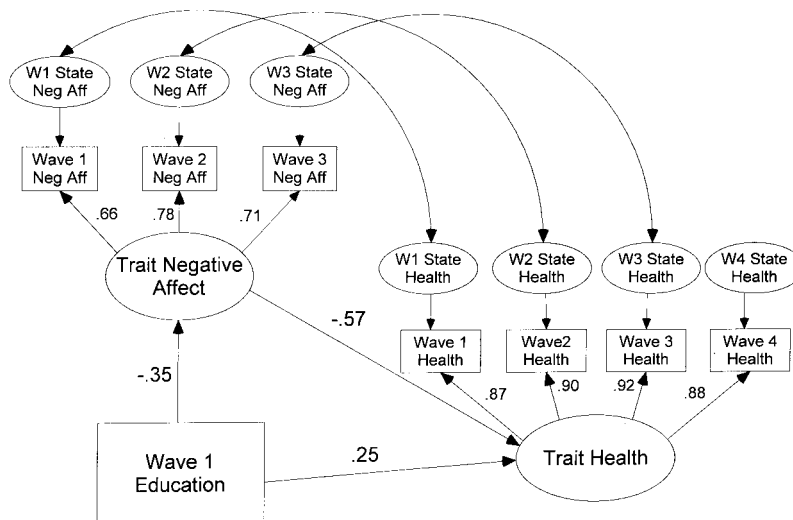 W1 State
Neg Aff
W2 State
Neg Aff
W3 State
Neg Aff
Wave 1
Neg Aff
Wave 2
Neg Aff
Wave 3
Neg Aff
.66
.78
.71
Trait Negative
Affect
W1 State
Health
W2 State
Health
W3 State
Health
W4 State
Health
-.57
Wave 1
Health
Wave2
Health
Wave 3
Health
Wave 4
Health
-.35
.87
.90
.92
.88
Wave 1
Education
.25
Trait Health